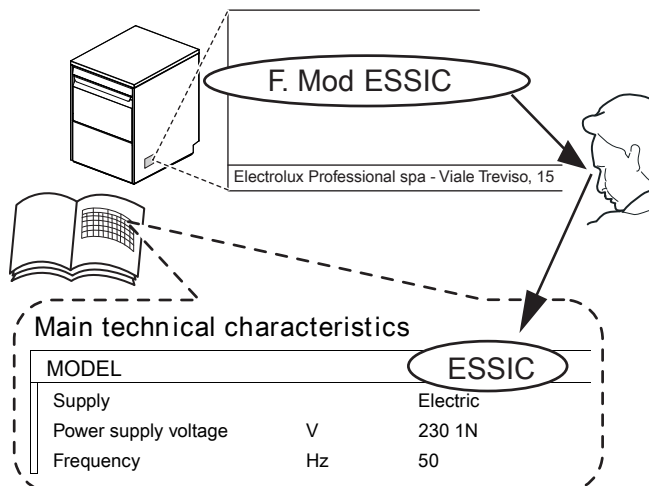 F. Mod ESSIC
Electrolux Professional spa - Viale Treviso, 15
Main technical characteristics
MODEL ESSIC
Supply Electric
Power supply voltage V 230 1N
Frequency Hz 50